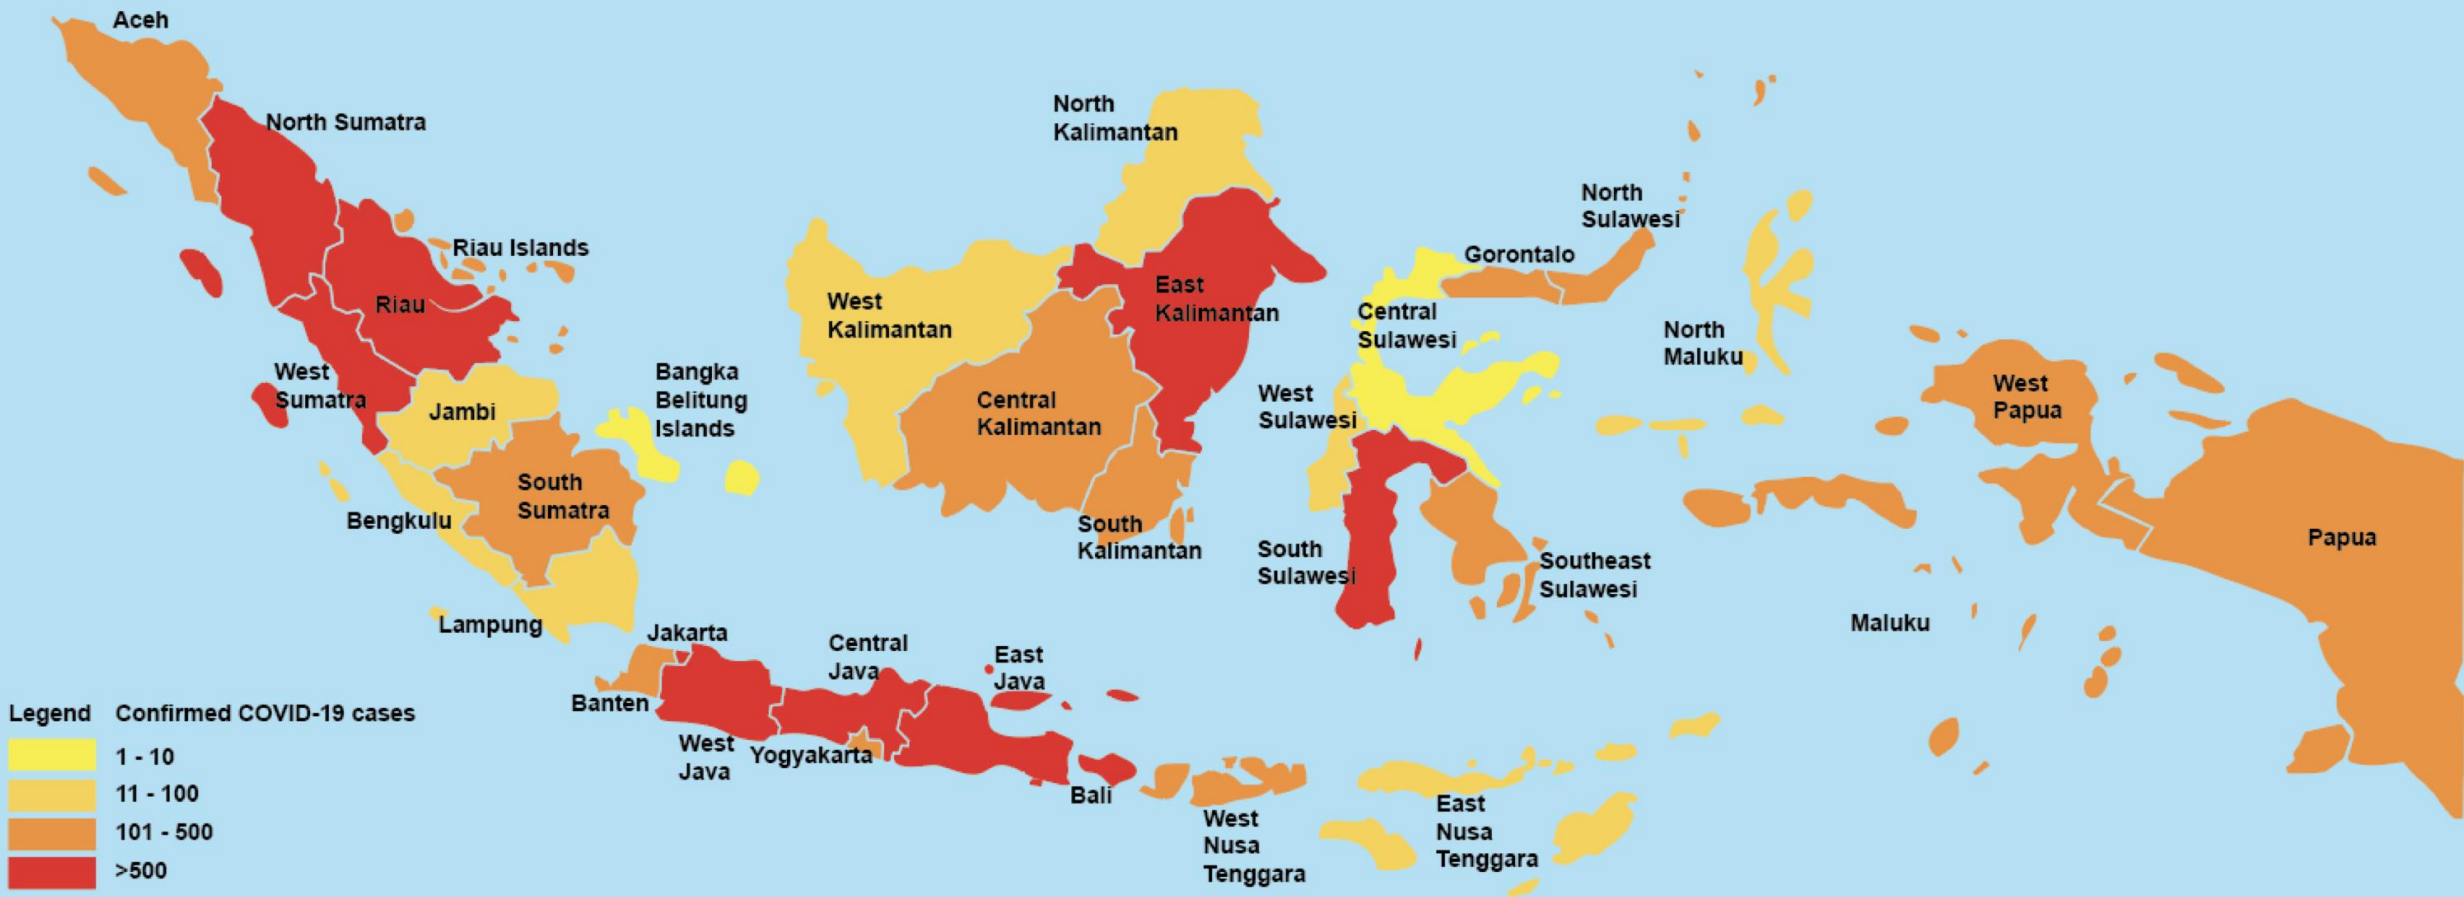 Aceh
North Sumatra
North
Kalimantan
North
Sulawesi
Riau Islands
Gorontalo
Riau
West
Kalimantan
East
Kalimantan
Central
Sulawesi
North
Maluku
West
Sumatra
Bangka
Belitung
Islands
Jambi
Central
Kalimantan
West
Sulawesi
West
Papua
South
Sumatra
Bengkulu
South
Kalimantan
South
Sulawesi
Southeast
Sulawesi
Papua
Lampung
Jakarta
Central
Java
East
Java
Maluku
Banten
West
Java
Yogyakarta
Bali
West
Nusa
Tenggara
East
Nusa
Tenggara
Legend Confirmed COVID-19 cases
1 - 10
11 - 100
101 - 500
>500